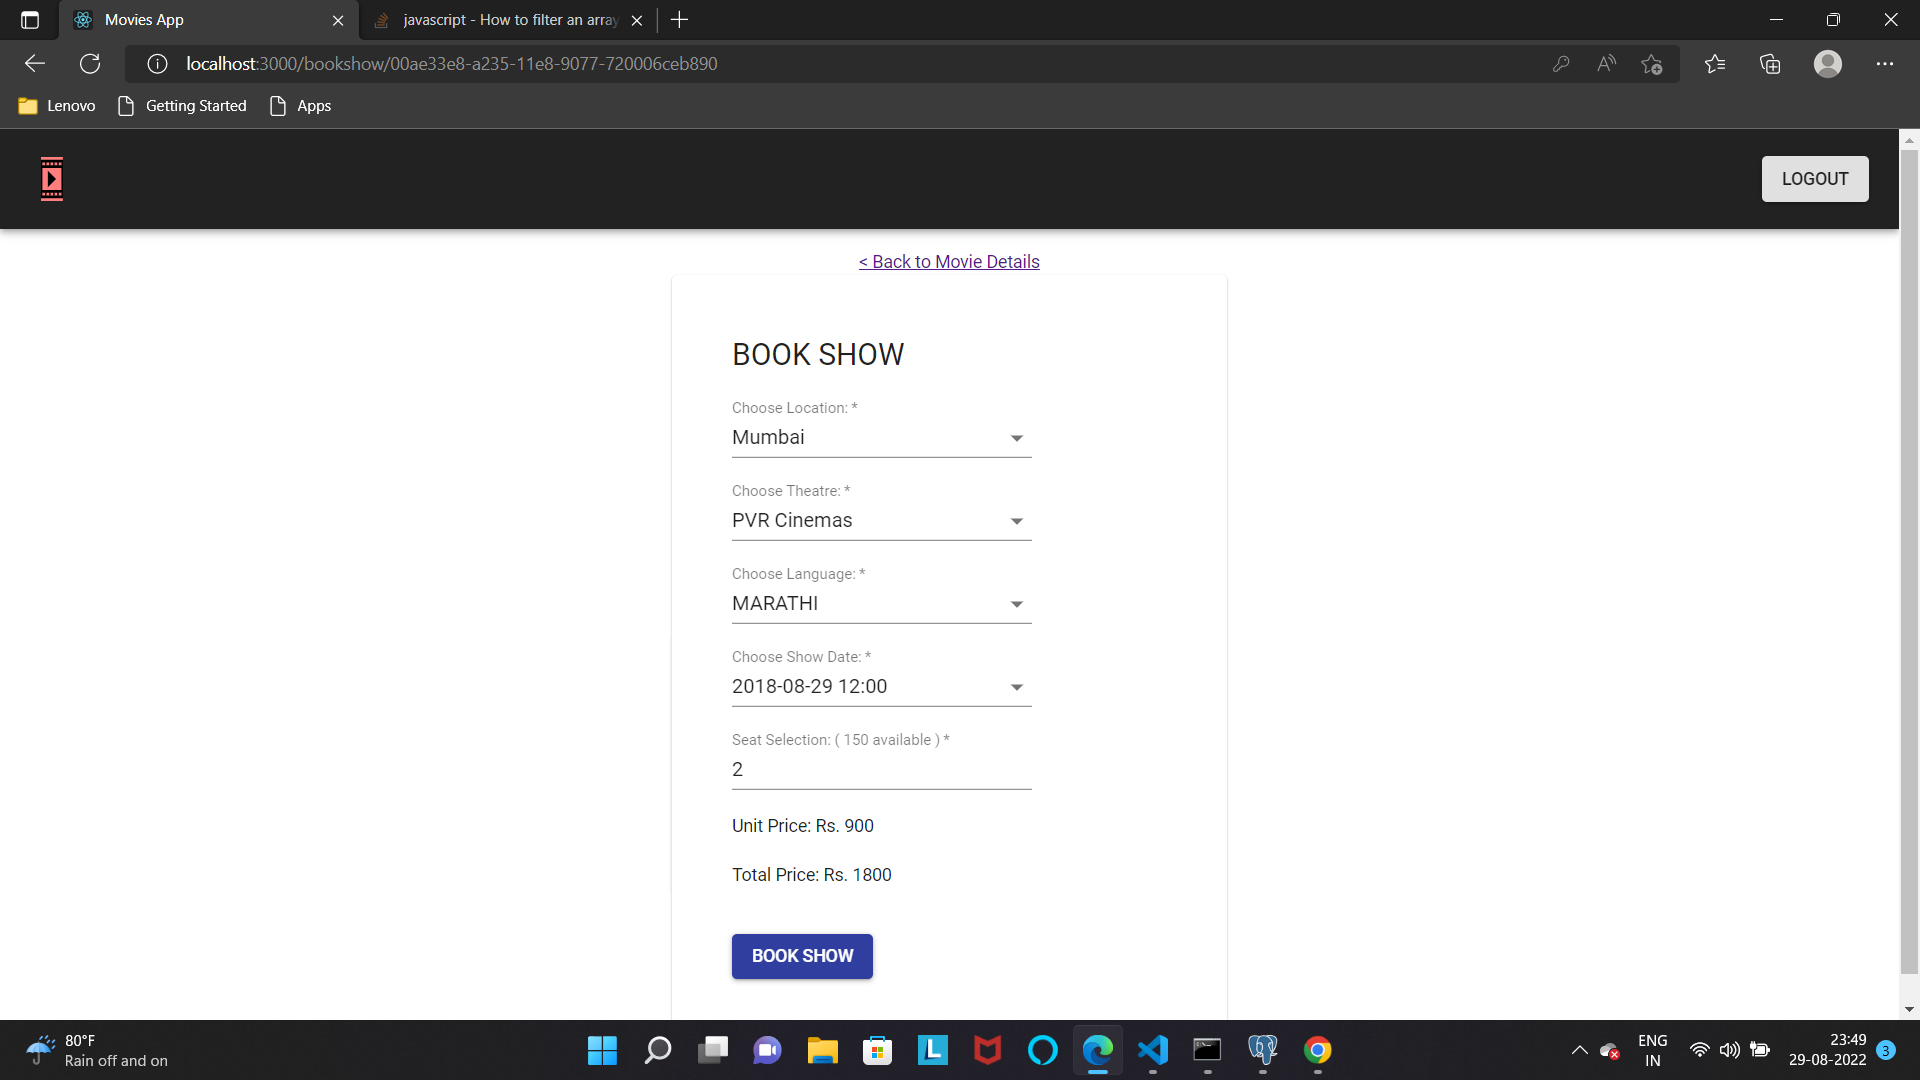 Movies App
javascript - How to filter an array
localhost:3000/bookshow/00ae33e8-a235-11e8-9077-720006ceb890
Lenovo
Getting Started
Apps
LOGOUT
< Back to Movie Details
BOOK SHOW
Choose Location: *
Mumbai
Choose Theatre: *
PVR Cinemas
Choose Language: *
MARATHI
Choose Show Date: *
2018-08-29 12:00
Seat Selection: ( 150 available ) *
2
Unit Price: Rs. 900
Total Price: Rs. 1800
BOOK SHOW
80°F
Rain off and on
ENG
IN
23:49
29-08-2022
3